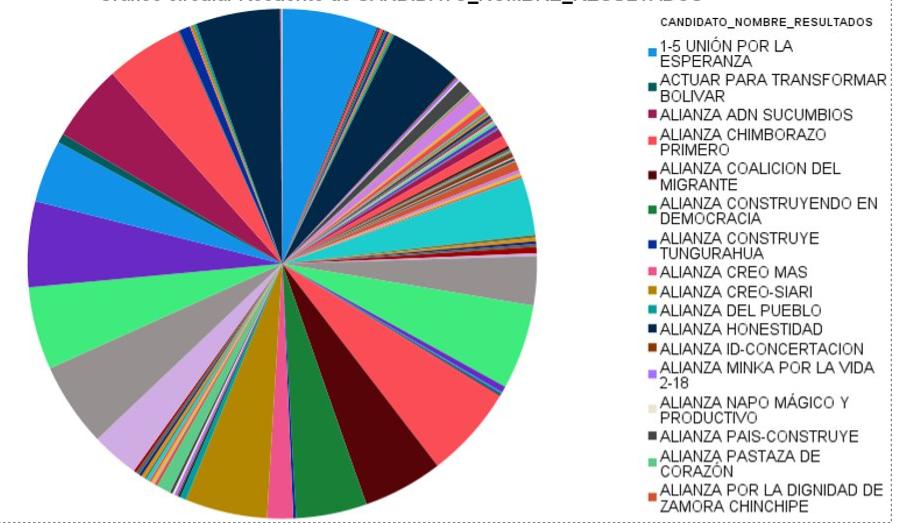 CANDIDATO_NOMBRE_RESULTADOS
1-5 UNIÓN POR LA
ESPERANZA
ACTUAR PARA TRANSFORMAR
BOLIVAR
ALIANZA ADN SUCUMBIOS
ALIANZA CHIMBORAZO
PRIMERO
ALIANZA COALICION DEL
MIGRANTE
ALIANZA CONSTRUYENDO EN
DEMOCRACIA
ALIANZA CONSTRUYE
TUNGURAHUA
ALIANZA CREO MAS
ALIANZA CREO-SIARI
ALIANZA DEL PUEBLO
ALIANZA HONESTIDAD
ALIANZA ID-CONCERTACION
ALIANZA MINKA POR LA VIDA
2-18
ALIANZA NAPO MÁGICO Y
PRODUCTIVO
ALIANZA PAIS-CONSTRUYE
ALIANZA PASTAZA DE
CORAZÓN
ALIANZA POR LA DIGNIDAD DE
ZAMORA CHINCHIPE